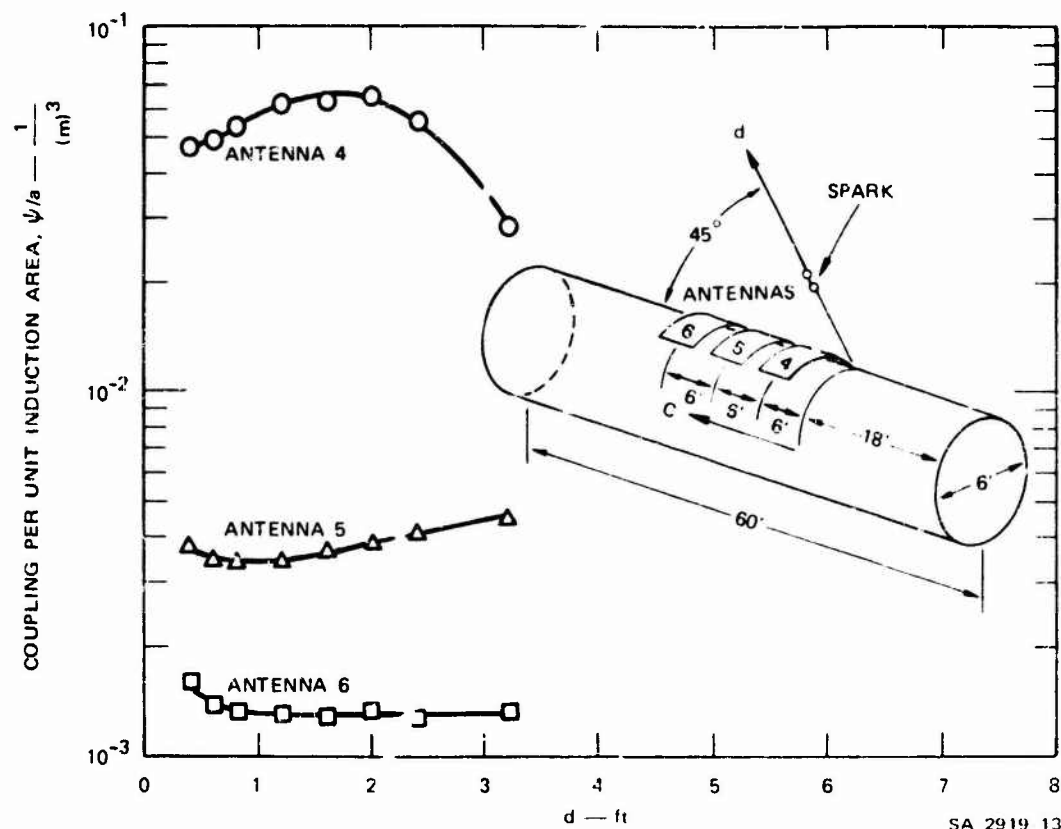 10⁻¹
10⁻²
10⁻³
COUPLING PER UNIT INDUCTION AREA, ψ/a — 1/(m)³
ANTENNA 4
ANTENNA 5
ANTENNA 6
d
SPARK
45°
ANTENNAS
6
5
4
6'
6'
C
18'
6'
60'
0 1 2 3 4 5 6 7 8
d — ft
SA 2919 13